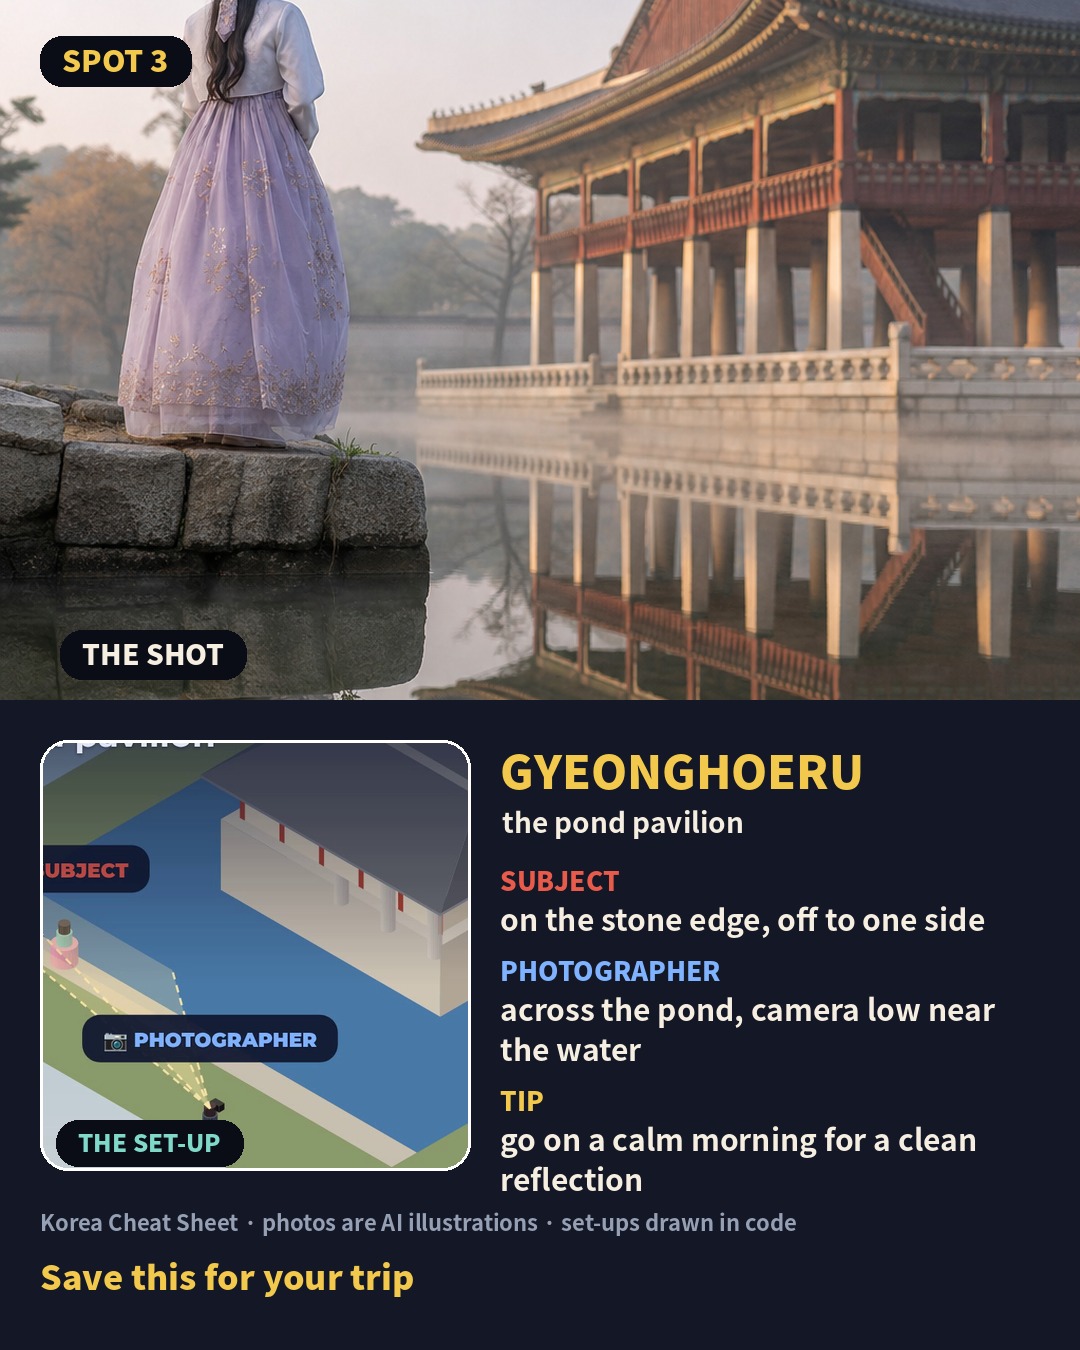 SPOT 3
THE SHOT
pavilion
SUBJECT
📷 PHOTOGRAPHER
THE SET-UP
GYEONGHOERU
the pond pavilion
SUBJECT
on the stone edge, off to one side
PHOTOGRAPHER
across the pond, camera low near
the water
TIP
go on a calm morning for a clean
reflection
Korea Cheat Sheet · photos are AI illustrations · set-ups drawn in code
Save this for your trip